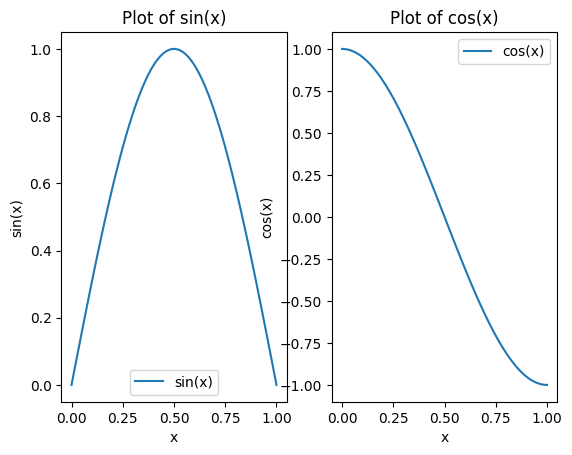 Plot of sin(x)
sin(x)
1.0
0.8
0.6
0.4
0.2
0.0
sin(x)
0.00 0.25 0.50 0.75 1.00
x
Plot of cos(x)
cos(x)
1.00
0.75
0.50
0.25
0.00
−0.25
−0.50
−0.75
−1.00
cos(x)
0.00 0.25 0.50 0.75 1.00
x